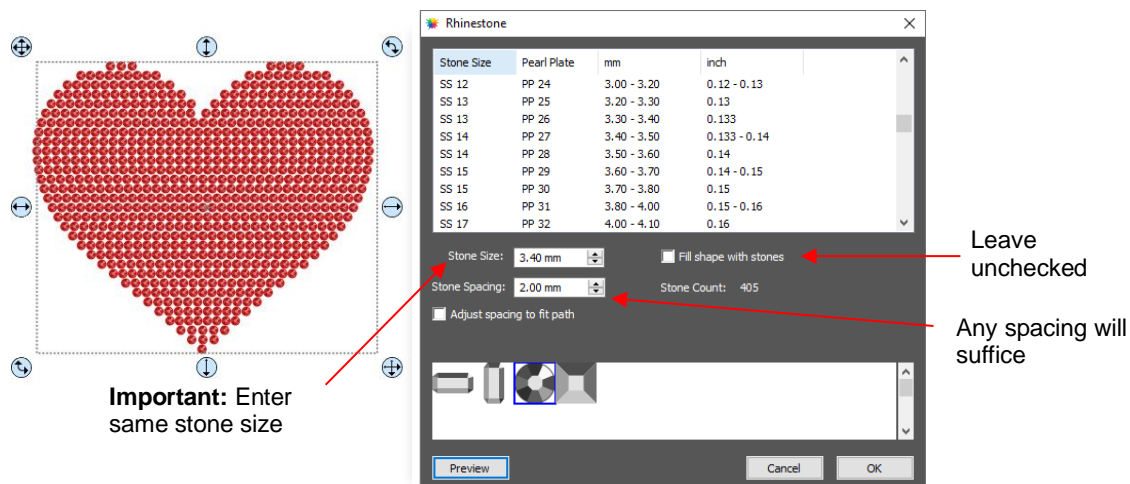 Rhinestone
Stone Size Pearl Plate mm inch
SS 12 PP 24 3.00 - 3.20 0.12 - 0.13
SS 13 PP 25 3.20 - 3.30 0.13
SS 13 PP 26 3.30 - 3.40 0.133
SS 14 PP 27 3.40 - 3.50 0.133 - 0.14
SS 14 PP 28 3.50 - 3.60 0.14
SS 15 PP 29 3.60 - 3.70 0.14 - 0.15
SS 15 PP 30 3.70 - 3.80 0.15
SS 16 PP 31 3.80 - 4.00 0.15 - 0.16
SS 17 PP 32 4.00 - 4.10 0.16
Stone Size: 3.40 mm Fill shape with stones
Stone Spacing: 2.00 mm Stone Count: 405
Adjust spacing to fit path
Preview Cancel OK
Leave
unchecked
Any spacing will
suffice
Important: Enter
same stone size